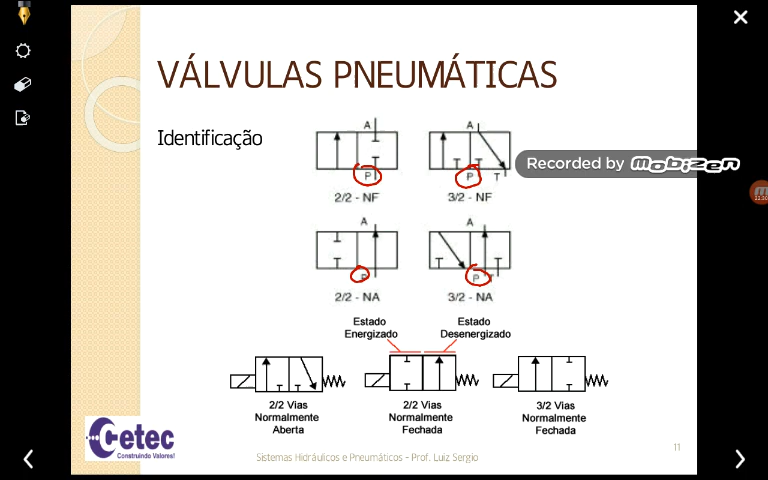 VÁLVULAS PNEUMÁTICAS
Identificação
A
A
P
P
T
2/2 - NF
3/2 - NF
Recorded by mobizen
A
A
P
P
T
2/2 - NA
3/2 - NA
Estado Energizado
Estado Desenergizado
2/2 Vias Normalmente Aberta
2/2 Vias Normalmente Fechada
3/2 Vias Normalmente Fechada
etec
Construindo Valores!
Sistemas Hidráulicos e Pneumáticos – Prof. Luiz Sergio
11